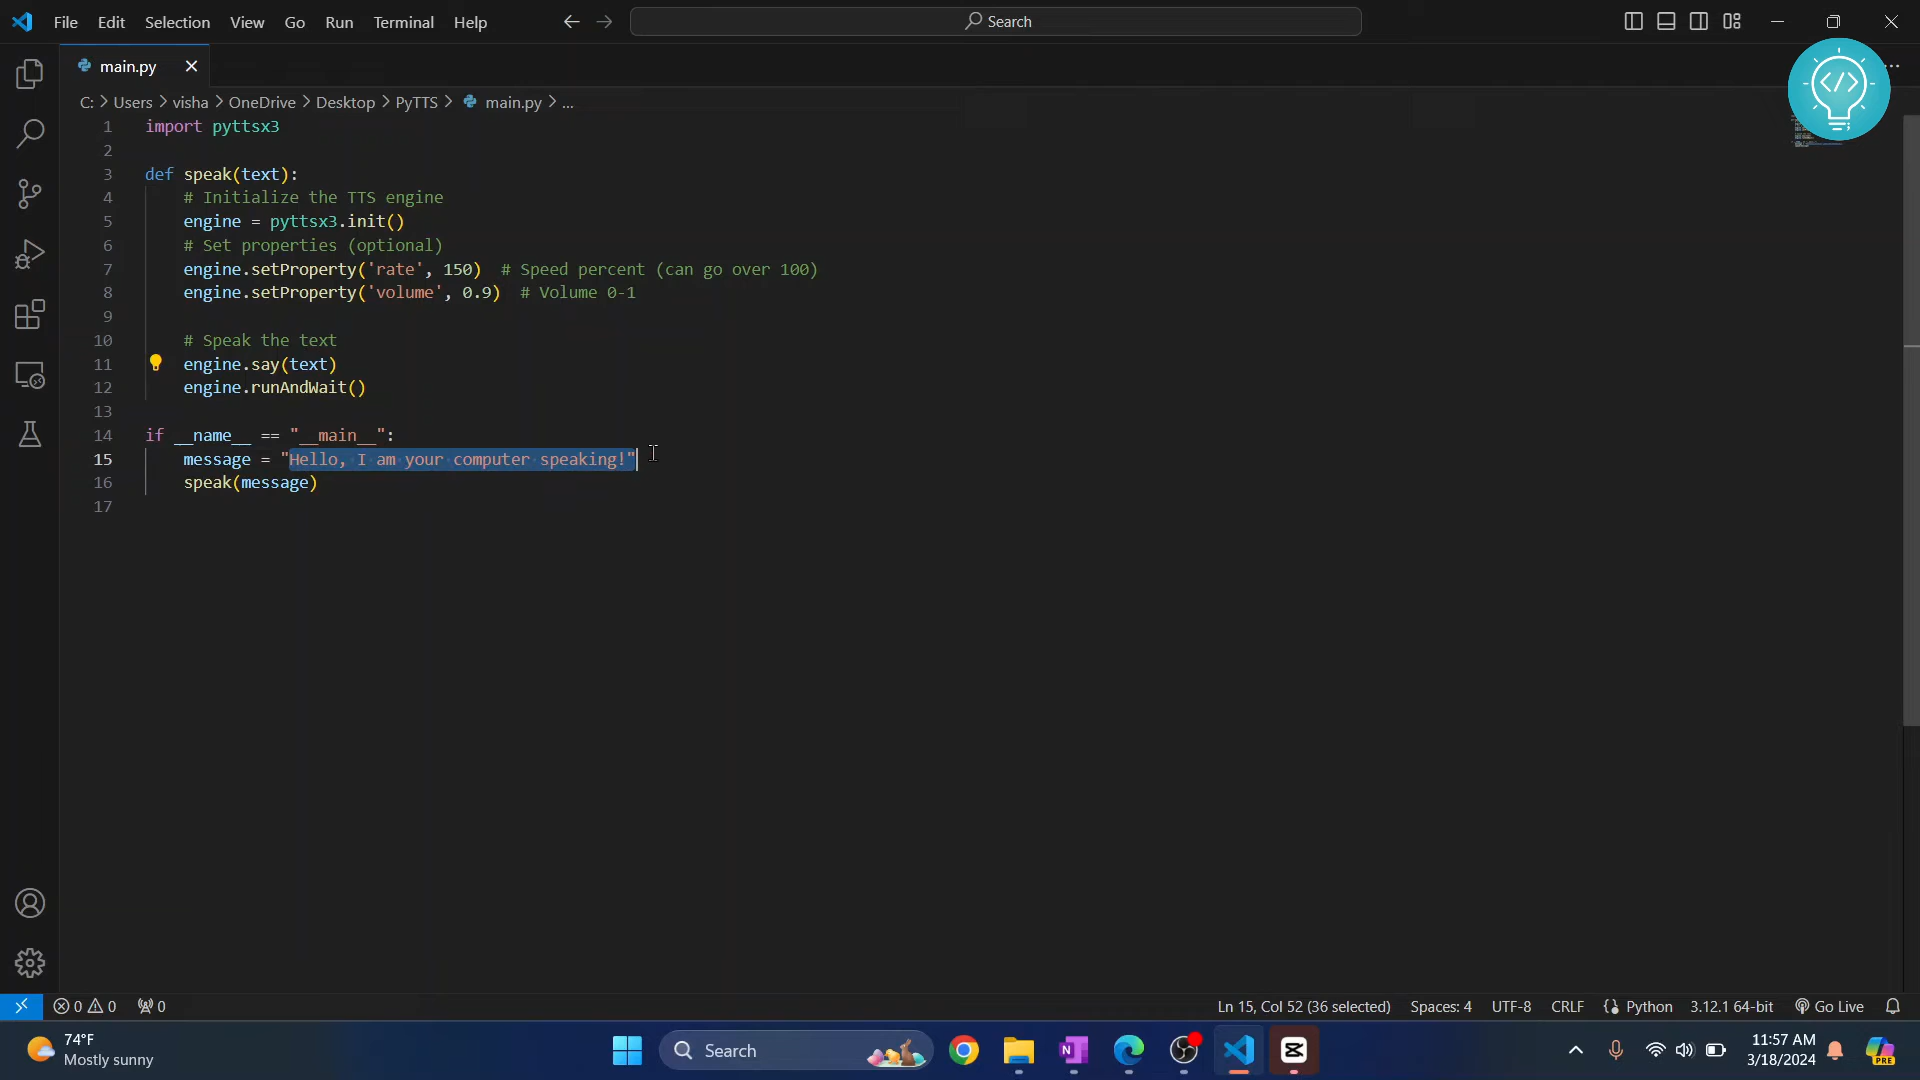 File Edit Selection View Go Run Terminal Help Search
main.py
C: > Users > visha > OneDrive > Desktop > PyTTS > main.py > ...
1 import pyttsx3
2
3 def speak(text):
4 # Initialize the TTS engine
5 engine = pyttsx3.init()
6 # Set properties (optional)
7 engine.setProperty('rate', 150) # Speed percent (can go over 100)
8 engine.setProperty('volume', 0.9) # Volume 0-1
9
10 # Speak the text
11 engine.say(text)
12 engine.runAndWait()
13
14 if __name__ == "__main__":
15 message = "Hello, I am your computer speaking!"
16 speak(message)
17
0 0 0 Ln 15, Col 52 (36 selected) Spaces: 4 UTF-8 CRLF Python 3.12.1 64-bit Go Live
74°F
Mostly sunny
Search
11:57 AM
3/18/2024
PRE